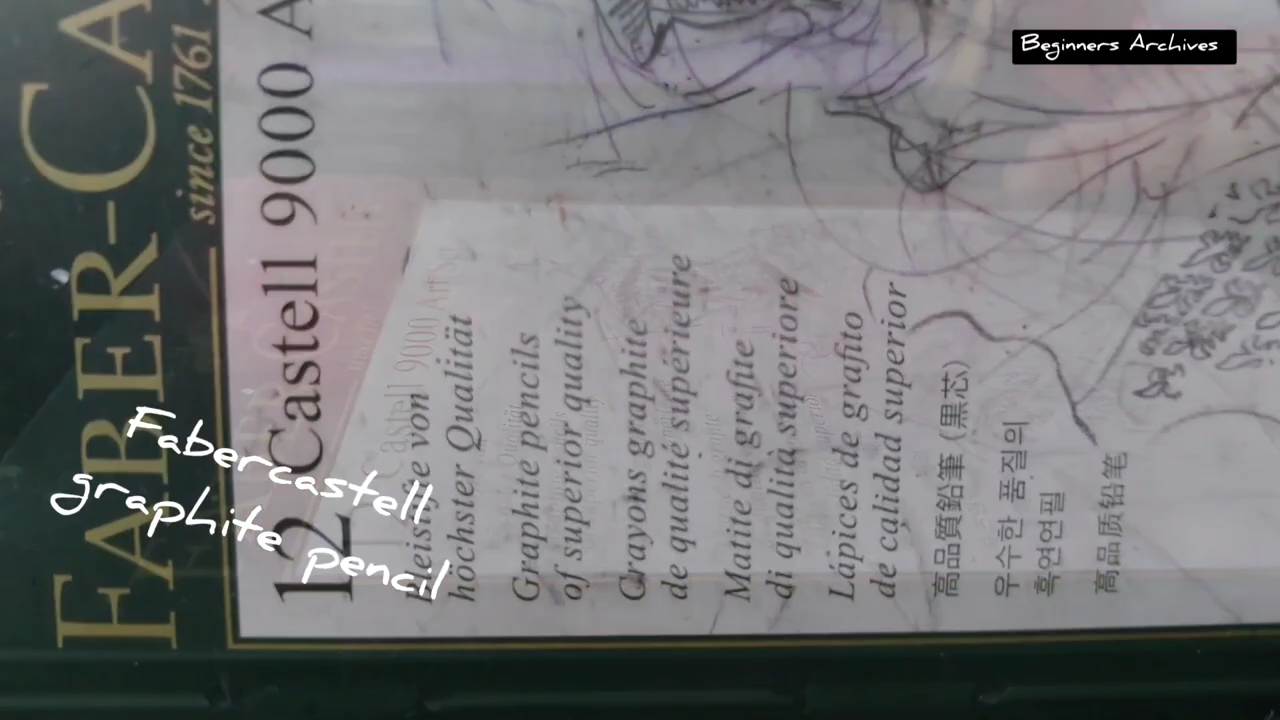 Beginners Archives
FABER-CA
since 1761
12 Castell 9000 A
Bleistifte von
höchster Qualität
Graphite pencils
of superior quality
Crayons graphite
de qualité supérieure
Matite di grafite
di qualità superiore
Lápices de grafito
de calidad superior
高品質鉛筆 (黒芯)
우수한 품질의
흑연연필
高品质铅笔
Fabercastell
graphite pencil